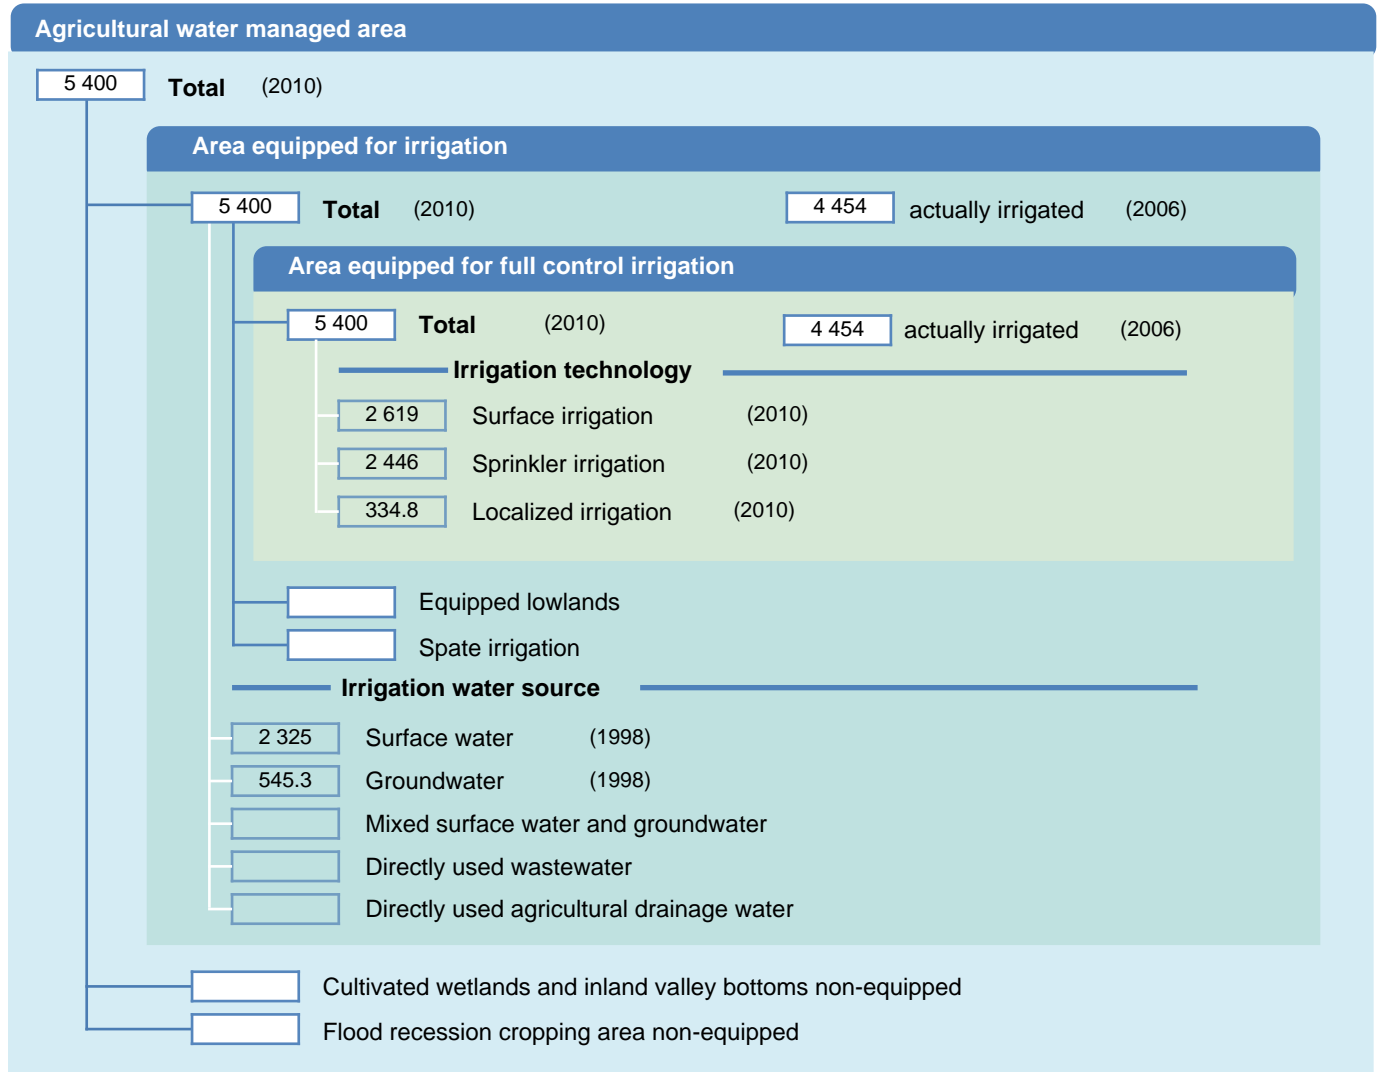 Agricultural water managed area
5 400 Total (2010)
Area equipped for irrigation
5 400 Total (2010) 4 454 actually irrigated (2006)
Area equipped for full control irrigation
5 400 Total (2010) 4 454 actually irrigated (2006)
Irrigation technology
2 619 Surface irrigation (2010)
2 446 Sprinkler irrigation (2010)
334.8 Localized irrigation (2010)
Equipped lowlands
Spate irrigation
Irrigation water source
2 325 Surface water (1998)
545.3 Groundwater (1998)
Mixed surface water and groundwater
Directly used wastewater
Directly used agricultural drainage water
Cultivated wetlands and inland valley bottoms non-equipped
Flood recession cropping area non-equipped